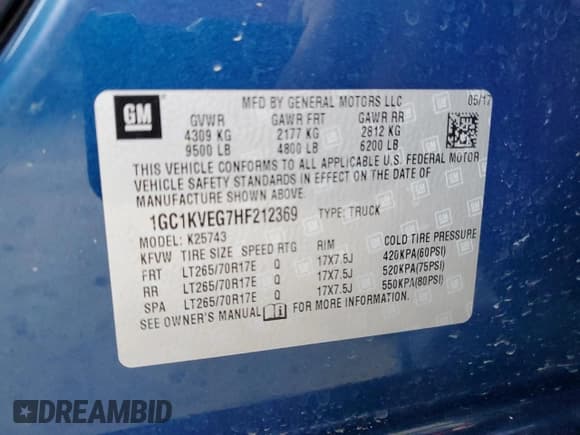 MFD BY GENERAL MOTORS LLC 05/17
GM
GVWR GAWR FRT GAWR RR
4309 KG 2177 KG 2812 KG
9500 LB 4800 LB 6200 LB
THIS VEHICLE CONFORMS TO ALL APPLICABLE U.S. FEDERAL MOTOR
VEHICLE SAFETY STANDARDS IN EFFECT ON THE DATE OF
MANUFACTURE SHOWN ABOVE.
1GC1KVEG7HF212369 TYPE: TRUCK
MODEL: K25743
KFVW TIRE SIZE SPEED RTG RIM COLD TIRE PRESSURE
FRT LT265/70R17E Q 17X7.5J 420KPA(60PSI)
RR LT265/70R17E Q 17X7.5J 520KPA(75PSI)
SPA LT265/70R17E Q 17X7.5J 550KPA(80PSI)
SEE OWNER'S MANUAL FOR MORE INFORMATION.
DREAMBID